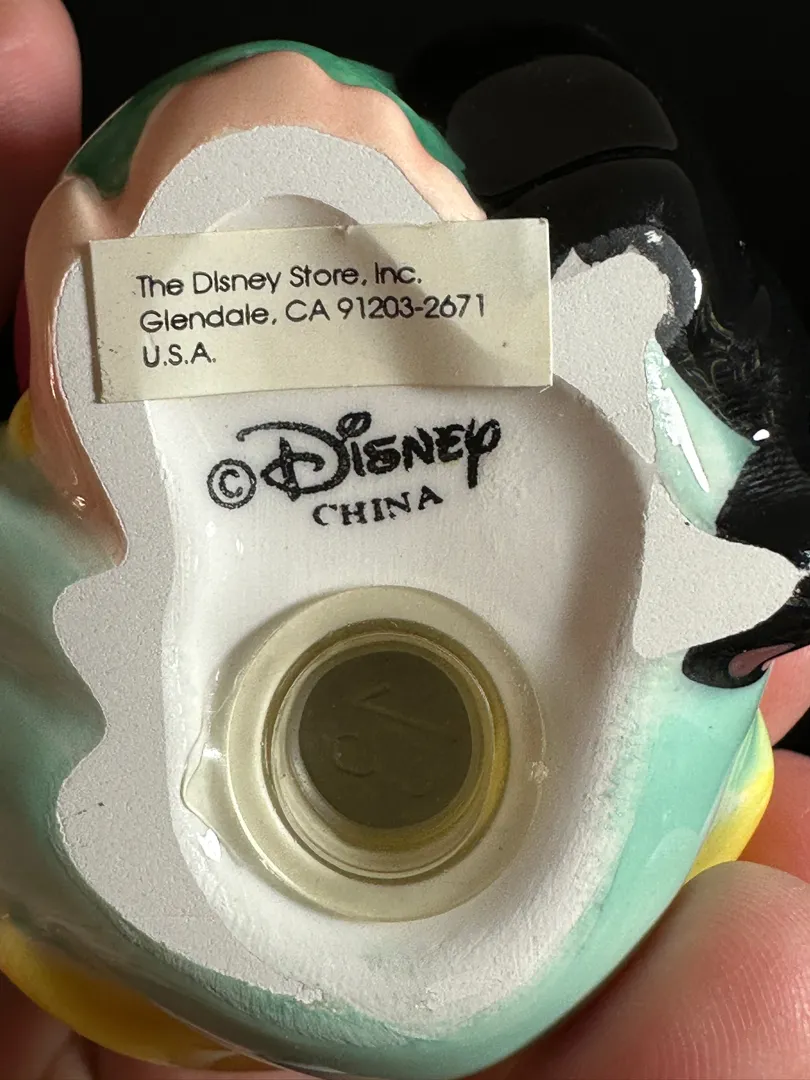 The Disney Store, Inc.
Glendale, CA 91203-2671
U.S.A.
© Disney
CHINA